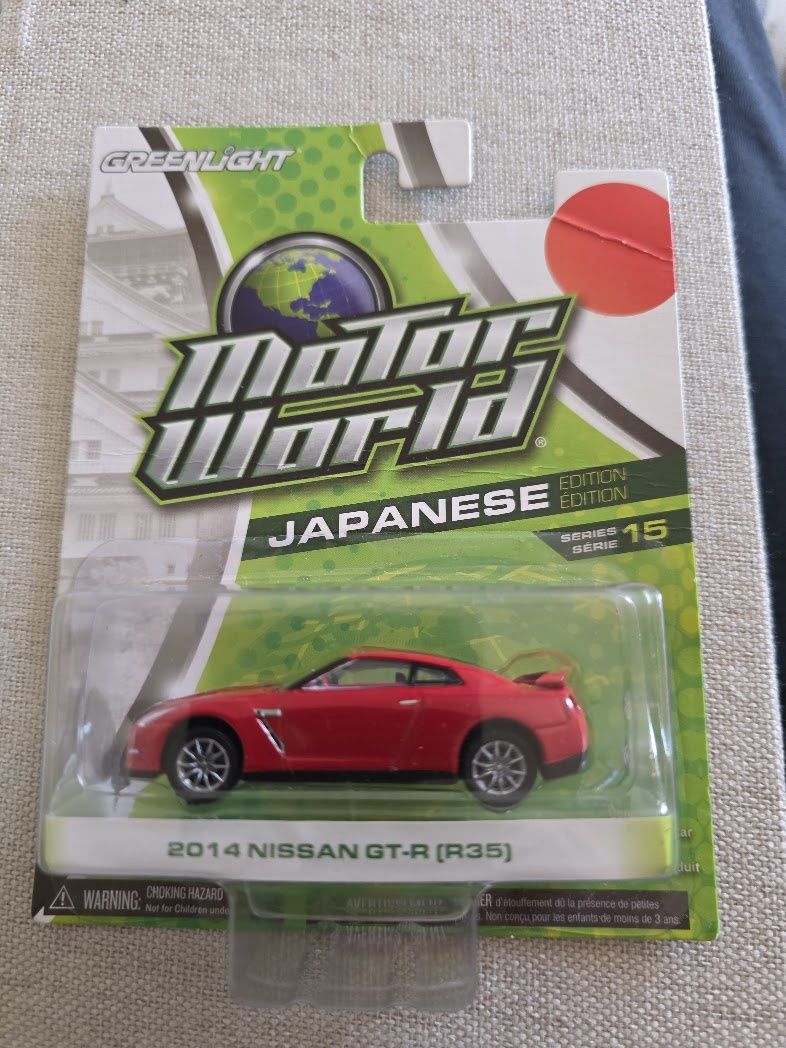 GREENLIGHT
MOTOR
WORLD®
JAPANESE EDITION
ÉDITION
SERIES 15
SÉRIE
2014 NISSAN GT-R (R35)
WARNING: CHOKING HAZARD
Not for Children
d'étouffement dû à la présence de petites
Non conçu pour les enfants de moins de 3 ans.